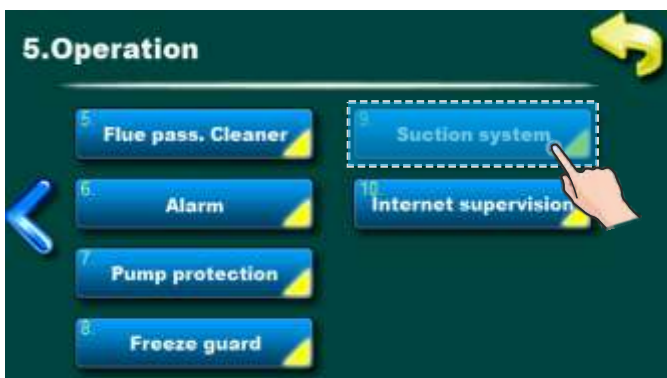 5.Operation
5.
Flue pass. Cleaner
6.
Alarm
7.
Pump protection
8.
Freeze guard
9.
Suction system
10.
Internet supervision